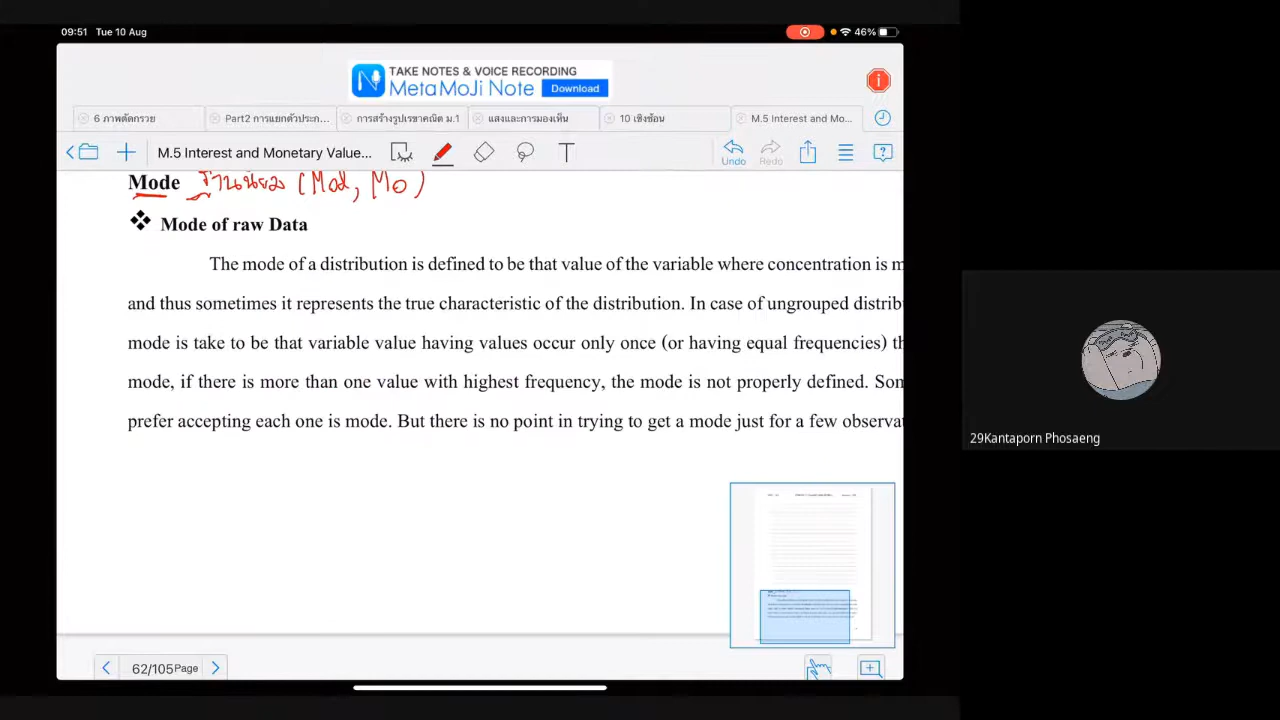 09:51 Tue 10 Aug
46%
TAKE NOTES & VOICE RECORDING
MetaMoJi Note Download
6 ภาพตัดกรวย
Part2 การแยกตัวประก...
การสร้างรูปเรขาคณิต ม.1
แสงและการมองเห็น
10 เชิงซ้อน
M.5 Interest and Mo...
M.5 Interest and Monetary Value...
T
Undo
Redo
Mode ฐานนิยม (Mod, Mo)
Mode of raw Data
The mode of a distribution is defined to be that value of the variable where concentration is m
and thus sometimes it represents the true characteristic of the distribution. In case of ungrouped distrib
mode is take to be that variable value having values occur only once (or having equal frequencies) th
mode, if there is more than one value with highest frequency, the mode is not properly defined. Son
prefer accepting each one is mode. But there is no point in trying to get a mode just for a few observa
62/105Page
29Kantaporn Phosaeng